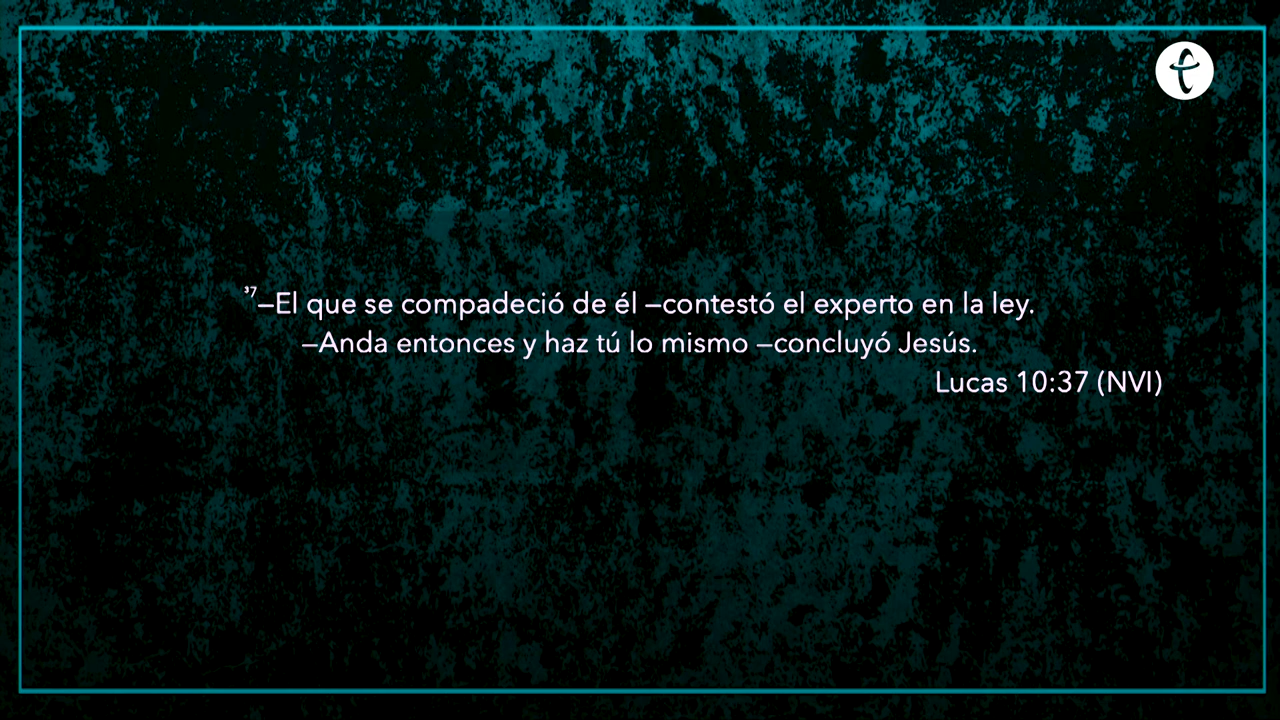 ³⁷–El que se compadeció de él –contestó el experto en la ley.
–Anda entonces y haz tú lo mismo –concluyó Jesús.
Lucas 10:37 (NVI)